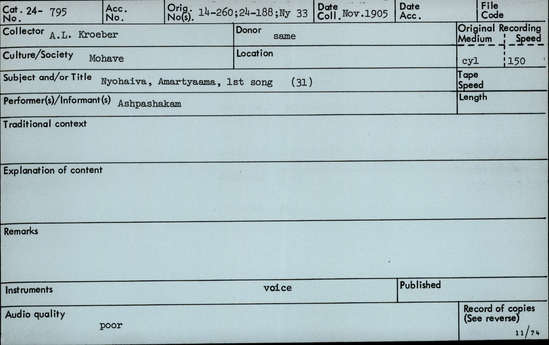 Cat. 24- 795 Acc. No. Orig. No(s). 14-260;24-188;Ny 33 Date Coll. Nov.1905 Date Acc. File Code
Collector A.L. Kroeber Donor same Original Recording Medium Speed
Culture/Society Mohave Location cyl 150
Subject and/or Title Nyohaiva, Amartyaama, 1st song (31) Tape Speed
Performer(s)/Informant(s) Ashpashakam Length
Traditional context
Explanation of content
Remarks
Instruments voice Published
Audio quality poor Record of copies (See reverse) 11/74